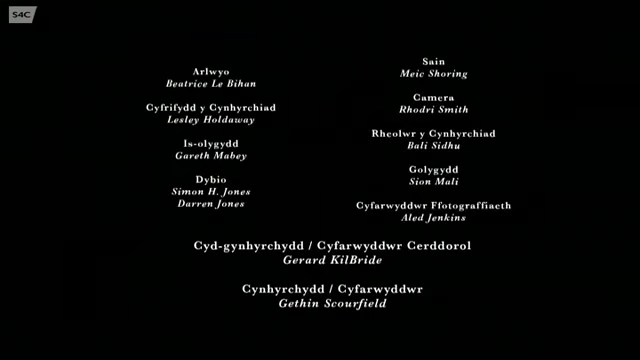 S4C
Arlwyo
Beatrice Le Bihan
Cyfrifydd y Cynhyrchiad
Lesley Holdaway
Is-olygydd
Gareth Mabey
Dybio
Simon H. Jones
Darren Jones
Sain
Meic Shoring
Camera
Rhodri Smith
Rheolwr y Cynhyrchiad
Bali Sidhu
Golygydd
Sion Mali
Cyfarwyddwr Ffotograffiaeth
Aled Jenkins
Cyd-gynhyrchydd / Cyfarwyddwr Cerddorol
Gerard KilBride
Cynhyrchydd / Cyfarwyddwr
Gethin Scourfield